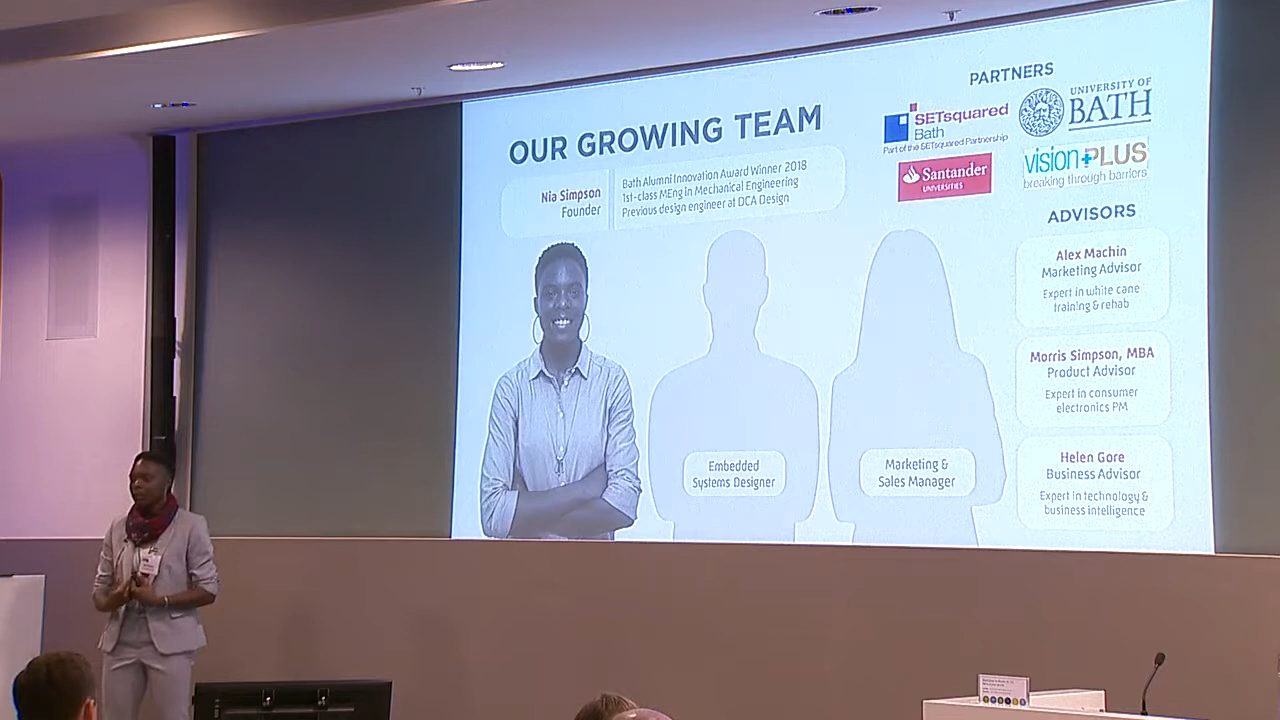 OUR GROWING TEAM
Nia Simpson
Founder
Bath Alumni Innovation Award Winner 2018
1st-class MEng in Mechanical Engineering
Previous design engineer at DCA Design
Embedded
Systems Designer
Marketing &
Sales Manager
PARTNERS
SETsquared
Bath
Part of the SETsquared Partnership
UNIVERSITY OF
BATH
Santander
UNIVERSITIES
vision PLUS
breaking through barriers
ADVISORS
Alex Machin
Marketing Advisor
Expert in white cane
training & rehab
Morris Simpson, MBA
Product Advisor
Expert in consumer
electronics PM
Helen Gore
Business Advisor
Expert in technology &
business intelligence